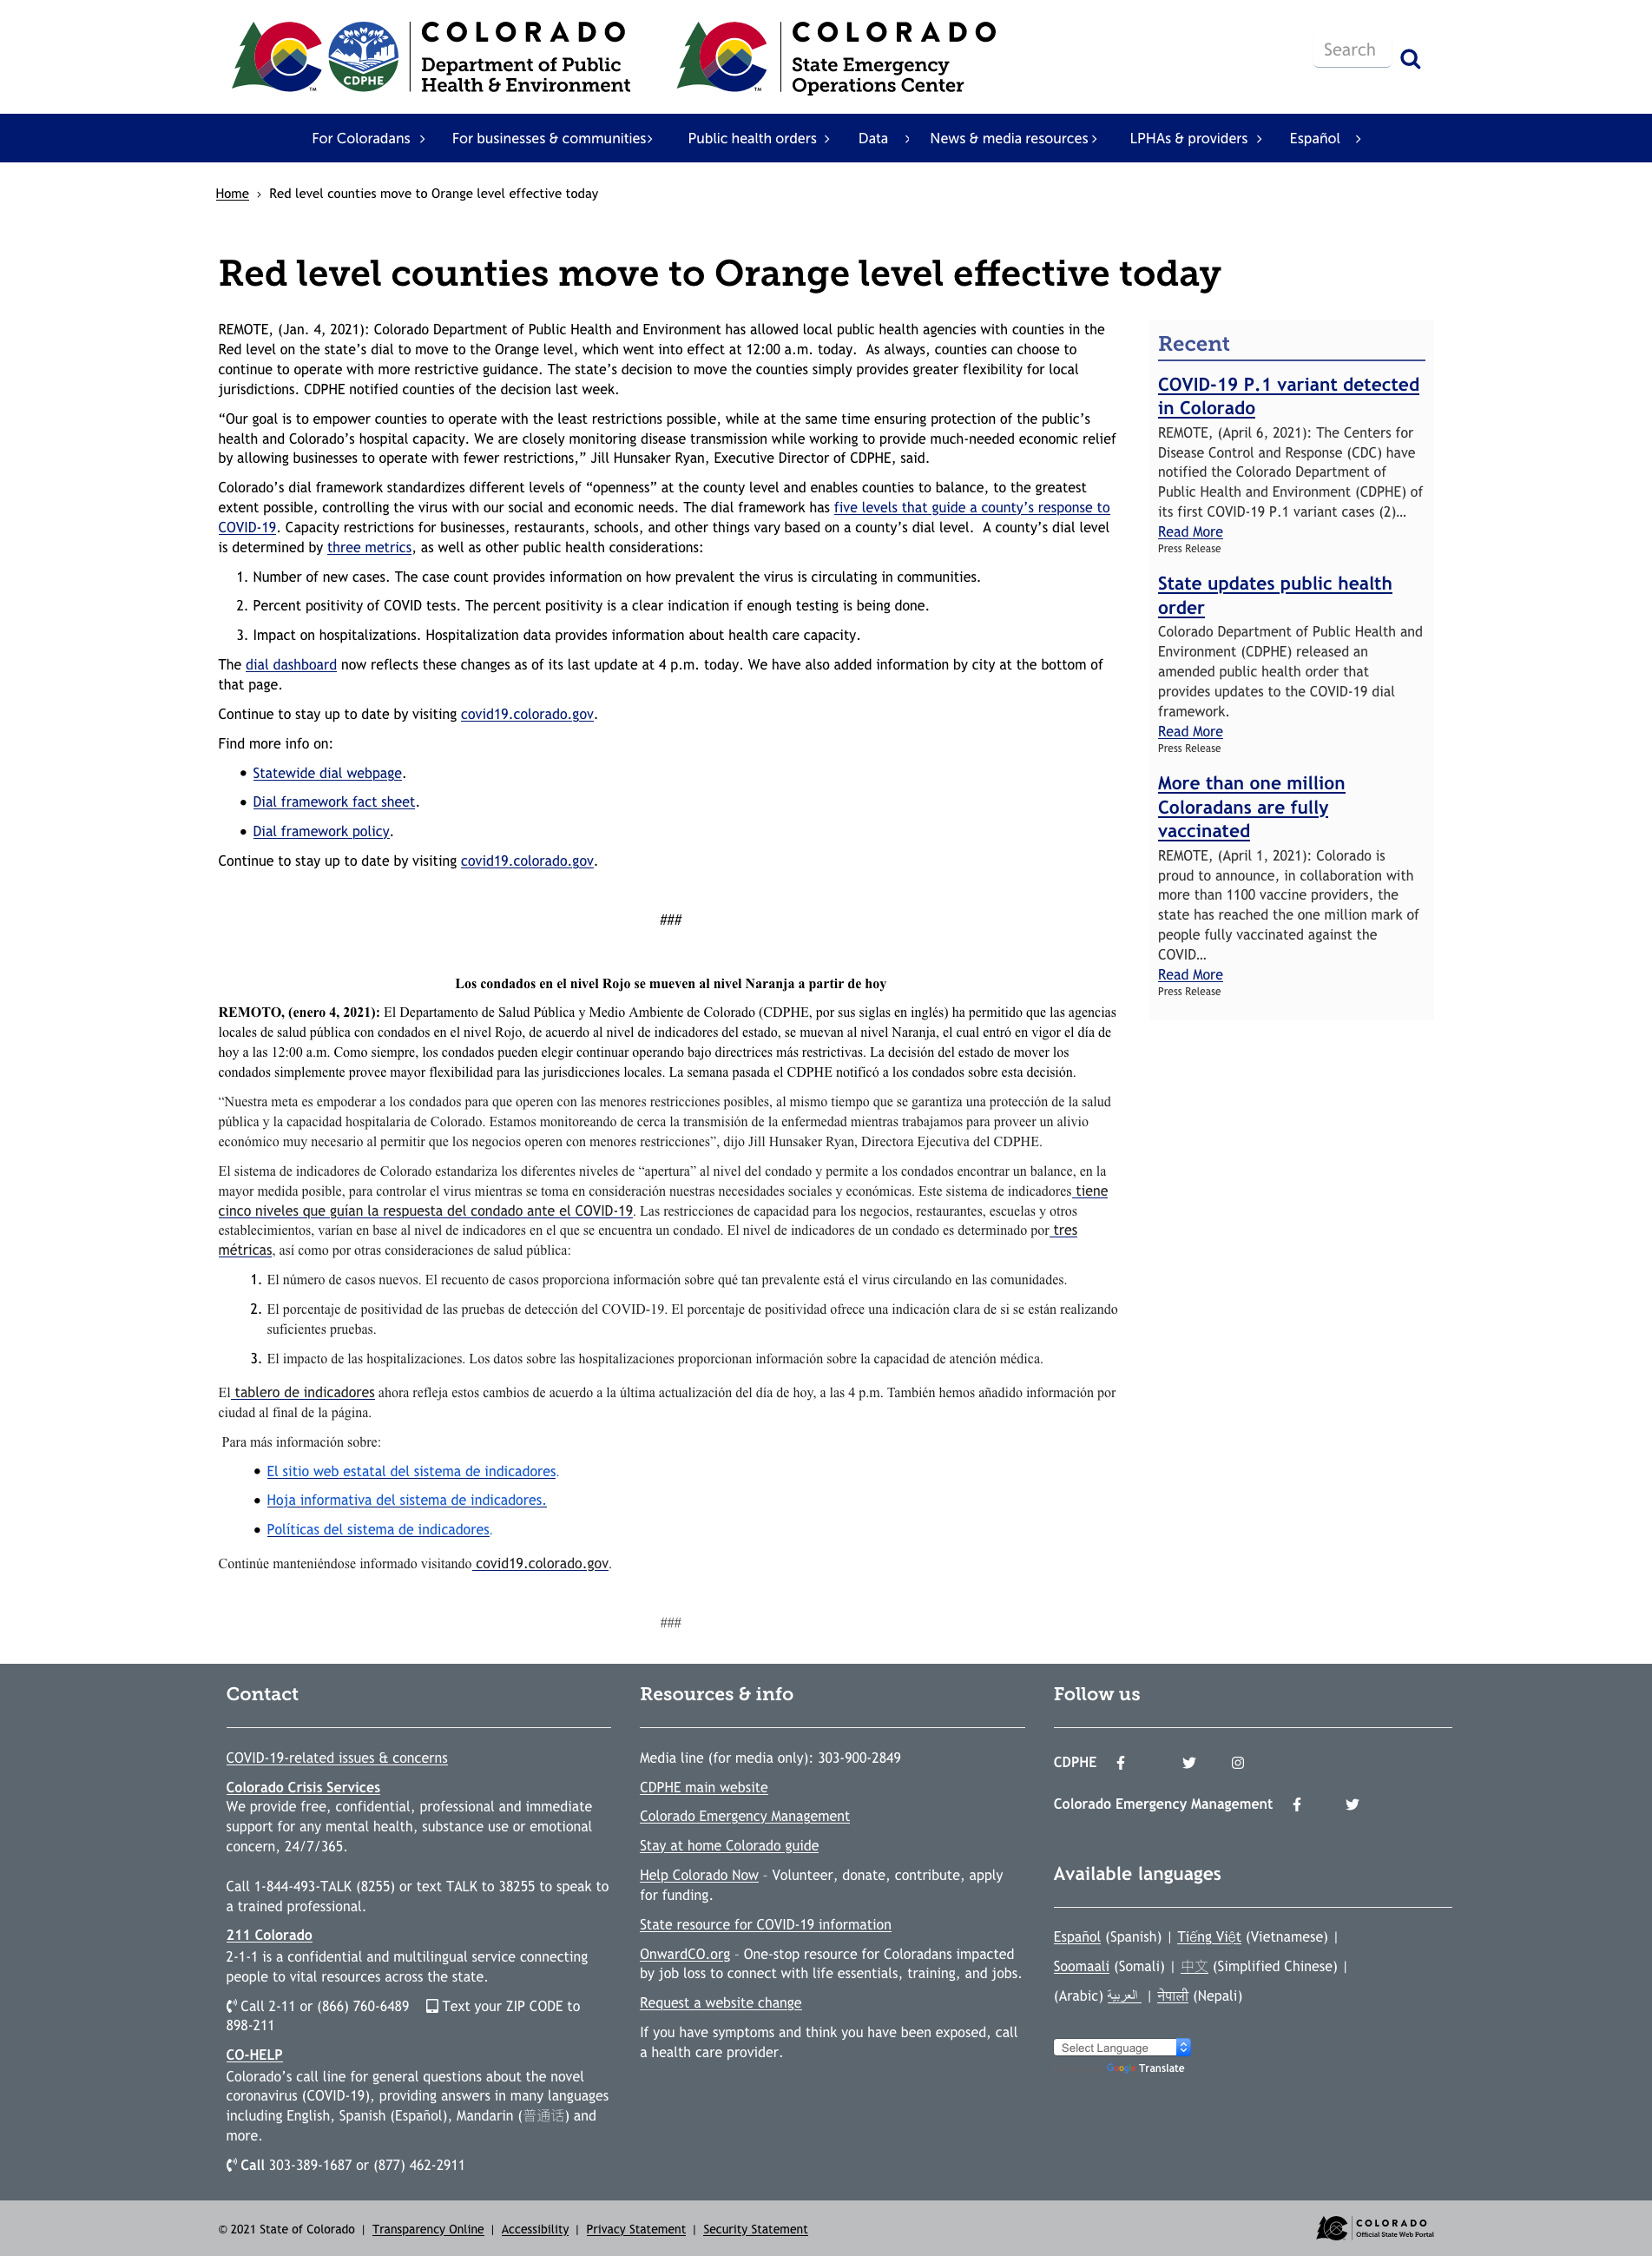 CDPHE
TM
COLORADO
Department of Public
Health & Environment
TM
COLORADO
State Emergency
Operations Center
Search
For Coloradans
For businesses & communities
Public health orders
Data
News & media resources
LPHAs & providers
Español
Home › Red level counties move to Orange level effective today
Red level counties move to Orange level effective today
REMOTE, (Jan. 4, 2021): Colorado Department of Public Health and Environment has allowed local public health agencies with counties in the
Red level on the state’s dial to move to the Orange level, which went into effect at 12:00 a.m. today.  As always, counties can choose to
continue to operate with more restrictive guidance. The state’s decision to move the counties simply provides greater flexibility for local
jurisdictions. CDPHE notified counties of the decision last week.
“Our goal is to empower counties to operate with the least restrictions possible, while at the same time ensuring protection of the public’s
health and Colorado’s hospital capacity. We are closely monitoring disease transmission while working to provide much-needed economic relief
by allowing businesses to operate with fewer restrictions,” Jill Hunsaker Ryan, Executive Director of CDPHE, said.
Colorado’s dial framework standardizes different levels of “openness” at the county level and enables counties to balance, to the greatest
extent possible, controlling the virus with our social and economic needs. The dial framework has five levels that guide a county’s response to
COVID-19. Capacity restrictions for businesses, restaurants, schools, and other things vary based on a county’s dial level.  A county’s dial level
is determined by three metrics, as well as other public health considerations:
1. Number of new cases. The case count provides information on how prevalent the virus is circulating in communities.
2. Percent positivity of COVID tests. The percent positivity is a clear indication if enough testing is being done.
3. Impact on hospitalizations. Hospitalization data provides information about health care capacity.
The dial dashboard now reflects these changes as of its last update at 4 p.m. today. We have also added information by city at the bottom of
that page.
Continue to stay up to date by visiting covid19.colorado.gov.
Find more info on:
• Statewide dial webpage.
• Dial framework fact sheet.
• Dial framework policy.
Continue to stay up to date by visiting covid19.colorado.gov.
###
Los condados en el nivel Rojo se mueven al nivel Naranja a partir de hoy
REMOTO, (enero 4, 2021): El Departamento de Salud Pública y Medio Ambiente de Colorado (CDPHE, por sus siglas en inglés) ha permitido que las agencias
locales de salud pública con condados en el nivel Rojo, de acuerdo al nivel de indicadores del estado, se muevan al nivel Naranja, el cual entró en vigor el día de
hoy a las 12:00 a.m. Como siempre, los condados pueden elegir continuar operando bajo directrices más restrictivas. La decisión del estado de mover los
condados simplemente provee mayor flexibilidad para las jurisdicciones locales. La semana pasada el CDPHE notificó a los condados sobre esta decisión.
“Nuestra meta es empoderar a los condados para que operen con las menores restricciones posibles, al mismo tiempo que se garantiza una protección de la salud
pública y la capacidad hospitalaria de Colorado. Estamos monitoreando de cerca la transmisión de la enfermedad mientras trabajamos para proveer un alivio
económico muy necesario al permitir que los negocios operen con menores restricciones”, dijo Jill Hunsaker Ryan, Directora Ejecutiva del CDPHE.
El sistema de indicadores de Colorado estandariza los diferentes niveles de “apertura” al nivel del condado y permite a los condados encontrar un balance, en la
mayor medida posible, para controlar el virus mientras se toma en consideración nuestras necesidades sociales y económicas. Este sistema de indicadores tiene
cinco niveles que guían la respuesta del condado ante el COVID-19. Las restricciones de capacidad para los negocios, restaurantes, escuelas y otros
establecimientos, varían en base al nivel de indicadores en el que se encuentra un condado. El nivel de indicadores de un condado es determinado por tres
métricas, así como por otras consideraciones de salud pública:
1. El número de casos nuevos. El recuento de casos proporciona información sobre qué tan prevalente está el virus circulando en las comunidades.
2. El porcentaje de positividad de las pruebas de detección del COVID-19. El porcentaje de positividad ofrece una indicación clara de si se están realizando
suficientes pruebas.
3. El impacto de las hospitalizaciones. Los datos sobre las hospitalizaciones proporcionan información sobre la capacidad de atención médica.
El tablero de indicadores ahora refleja estos cambios de acuerdo a la última actualización del día de hoy, a las 4 p.m. También hemos añadido información por
ciudad al final de la página.
Para más información sobre:
• El sitio web estatal del sistema de indicadores.
• Hoja informativa del sistema de indicadores.
• Políticas del sistema de indicadores.
Continúe manteniéndose informado visitando covid19.colorado.gov.
###
Recent
COVID-19 P.1 variant detected
in Colorado
REMOTE, (April 6, 2021): The Centers for
Disease Control and Response (CDC) have
notified the Colorado Department of
Public Health and Environment (CDPHE) of
its first COVID-19 P.1 variant cases (2)…
Read More
Press Release
State updates public health
order
Colorado Department of Public Health and
Environment (CDPHE) released an
amended public health order that
provides updates to the COVID-19 dial
framework.
Read More
Press Release
More than one million
Coloradans are fully
vaccinated
REMOTE, (April 1, 2021): Colorado is
proud to announce, in collaboration with
more than 1100 vaccine providers, the
state has reached the one million mark of
people fully vaccinated against the
COVID…
Read More
Press Release
Contact
COVID-19-related issues & concerns
Colorado Crisis Services
We provide free, confidential, professional and immediate
support for any mental health, substance use or emotional
concern, 24/7/365.
Call 1-844-493-TALK (8255) or text TALK to 38255 to speak to
a trained professional.
211 Colorado
2-1-1 is a confidential and multilingual service connecting
people to vital resources across the state.
Call 2-11 or (866) 760-6489 Text your ZIP CODE to
898-211
CO-HELP
Colorado’s call line for general questions about the novel
coronavirus (COVID-19), providing answers in many languages
including English, Spanish (Español), Mandarin (普通话) and
more.
Call 303-389-1687 or (877) 462-2911
Resources & info
Media line (for media only): 303-900-2849
CDPHE main website
Colorado Emergency Management
Stay at home Colorado guide
Help Colorado Now - Volunteer, donate, contribute, apply
for funding.
State resource for COVID-19 information
OnwardCO.org - One-stop resource for Coloradans impacted
by job loss to connect with life essentials, training, and jobs.
Request a website change
If you have symptoms and think you have been exposed, call
a health care provider.
Follow us
CDPHE
Colorado Emergency Management
Available languages
Español (Spanish) | Tiếng Việt (Vietnamese) |
Soomaali (Somali) | 中文 (Simplified Chinese) |
(Arabic) العربية | नेपाली (Nepali)
Select Language
Google Translate
© 2021 State of Colorado | Transparency Online | Accessibility | Privacy Statement | Security Statement
COLORADO
Official State Web Portal